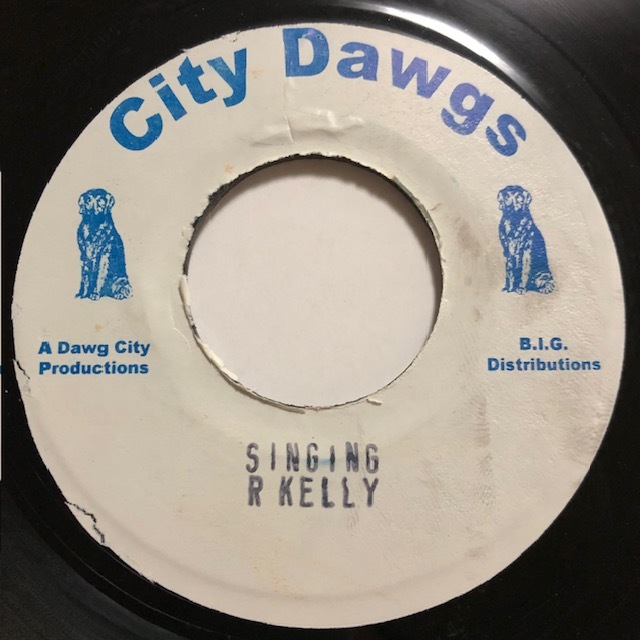 City Dawgs
A Dawg City
Productions
B.I.G.
Distributions
SINGING
R KELLY